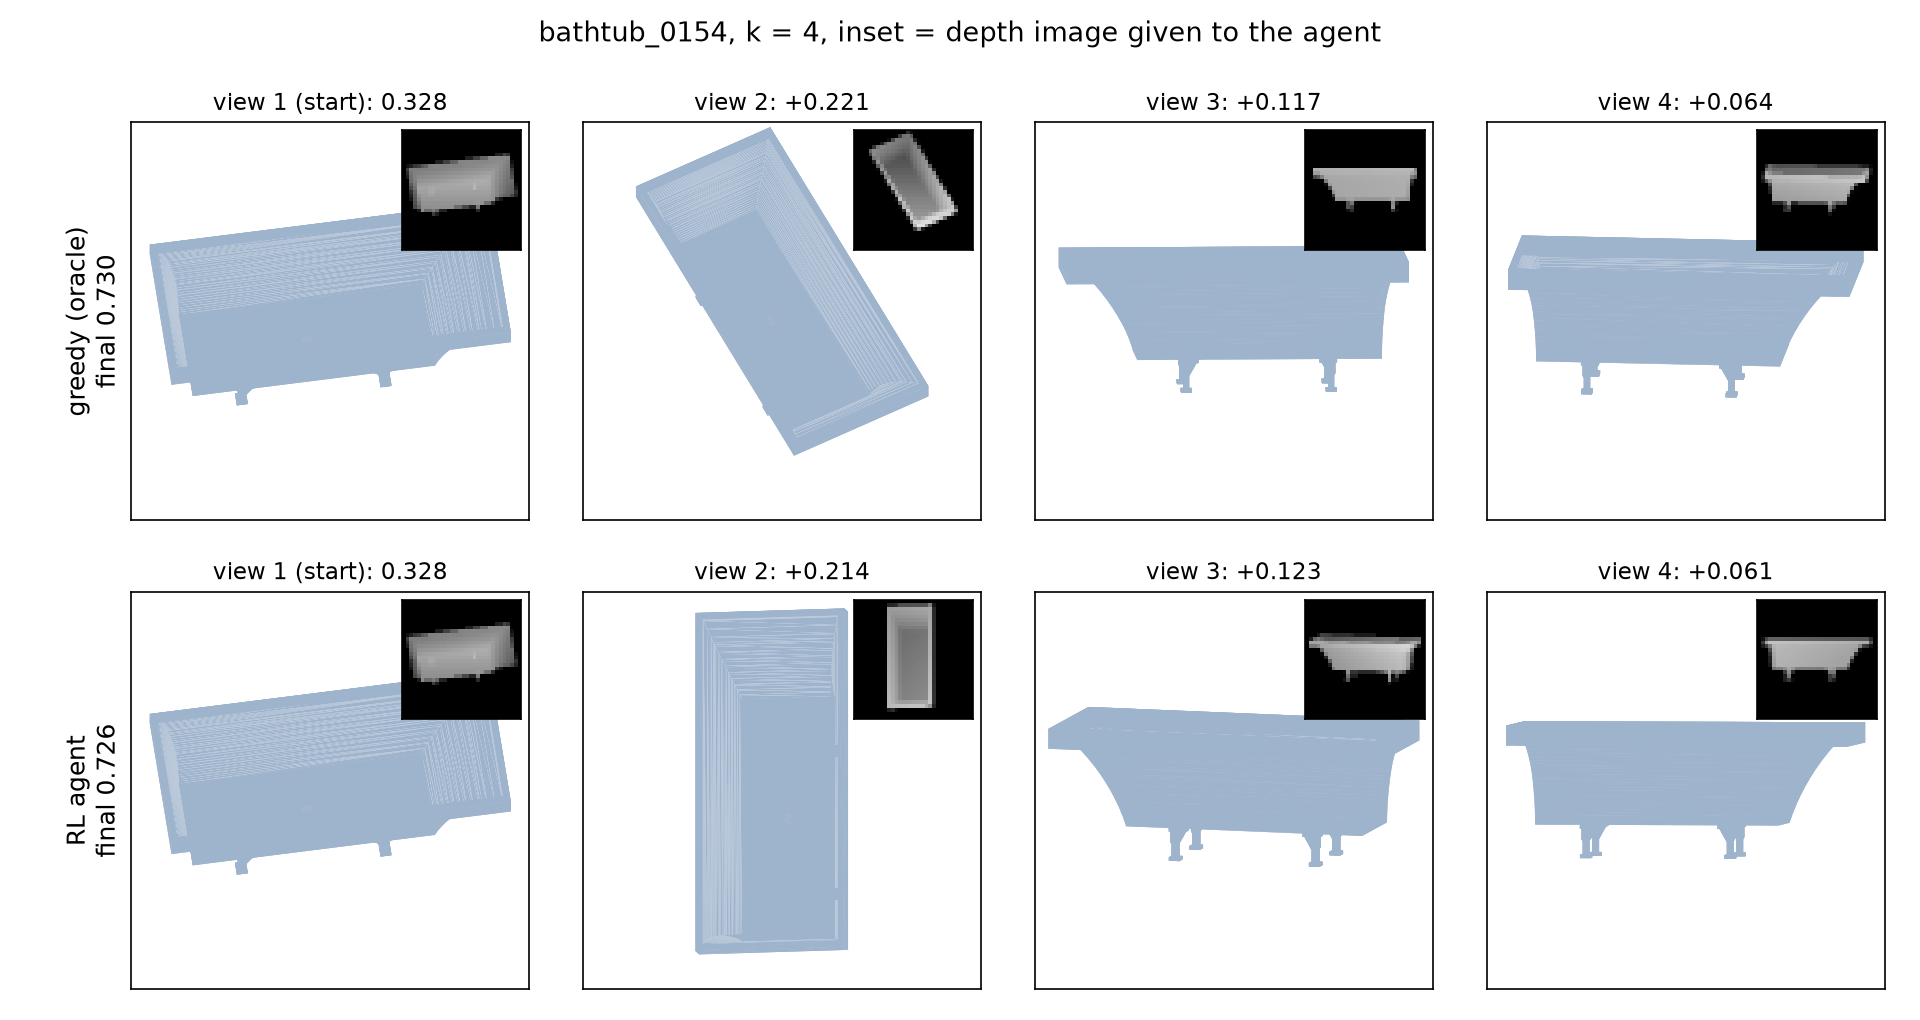 bathtub_0154, k = 4, inset = depth image given to the agent
greedy (oracle)
final 0.730
view 1 (start): 0.328
view 2: +0.221
view 3: +0.117
view 4: +0.064
RL agent
final 0.726
view 1 (start): 0.328
view 2: +0.214
view 3: +0.123
view 4: +0.061